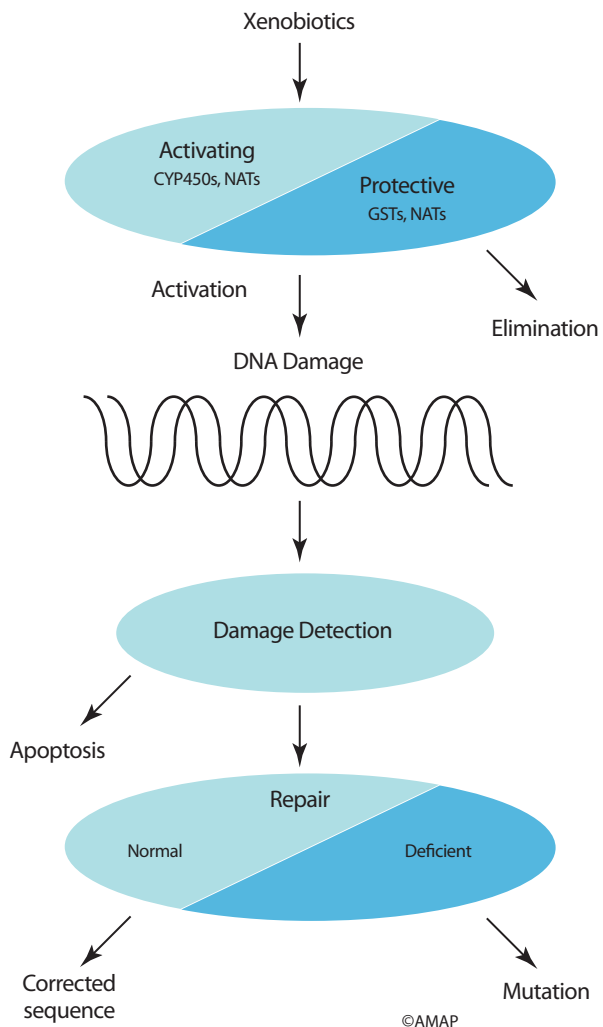 Xenobiotics
Activating
CYP450s, NATs
Protective
GSTs, NATs
Activation
Elimination
DNA Damage
Damage Detection
Apoptosis
Repair
Normal
Deficient
Corrected
sequence
Mutation
©AMAP